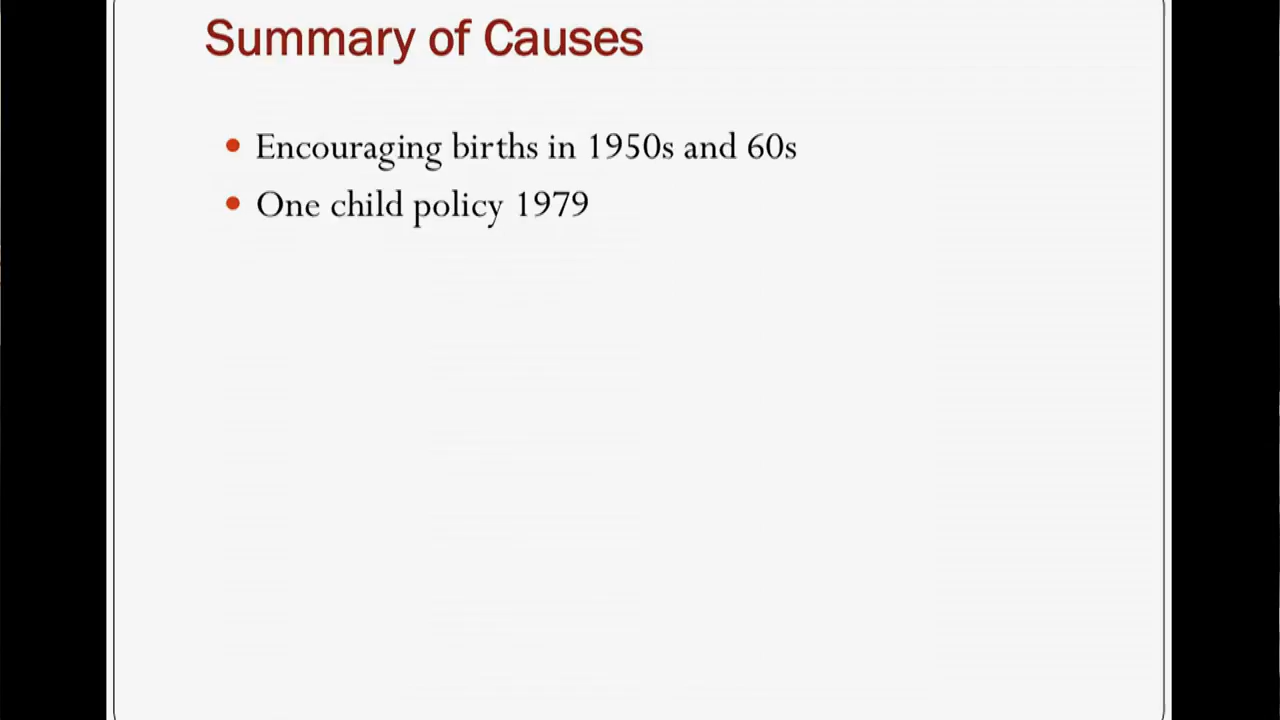 Summary of Causes
Encouraging births in 1950s and 60s
One child policy 1979